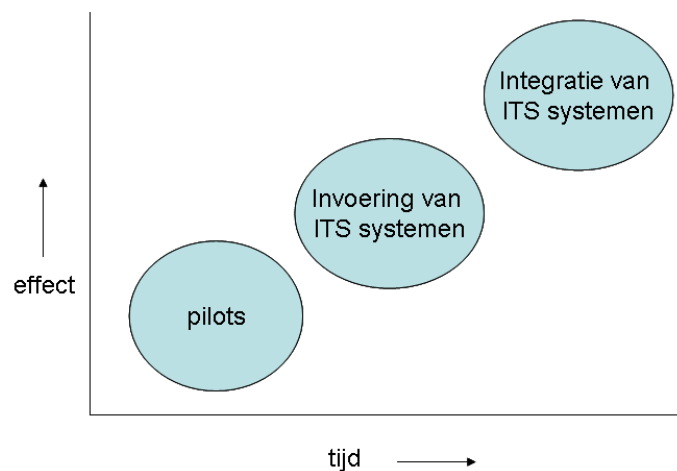 Integratie van
ITS systemen
Invoering van
ITS systemen
effect
pilots
tijd